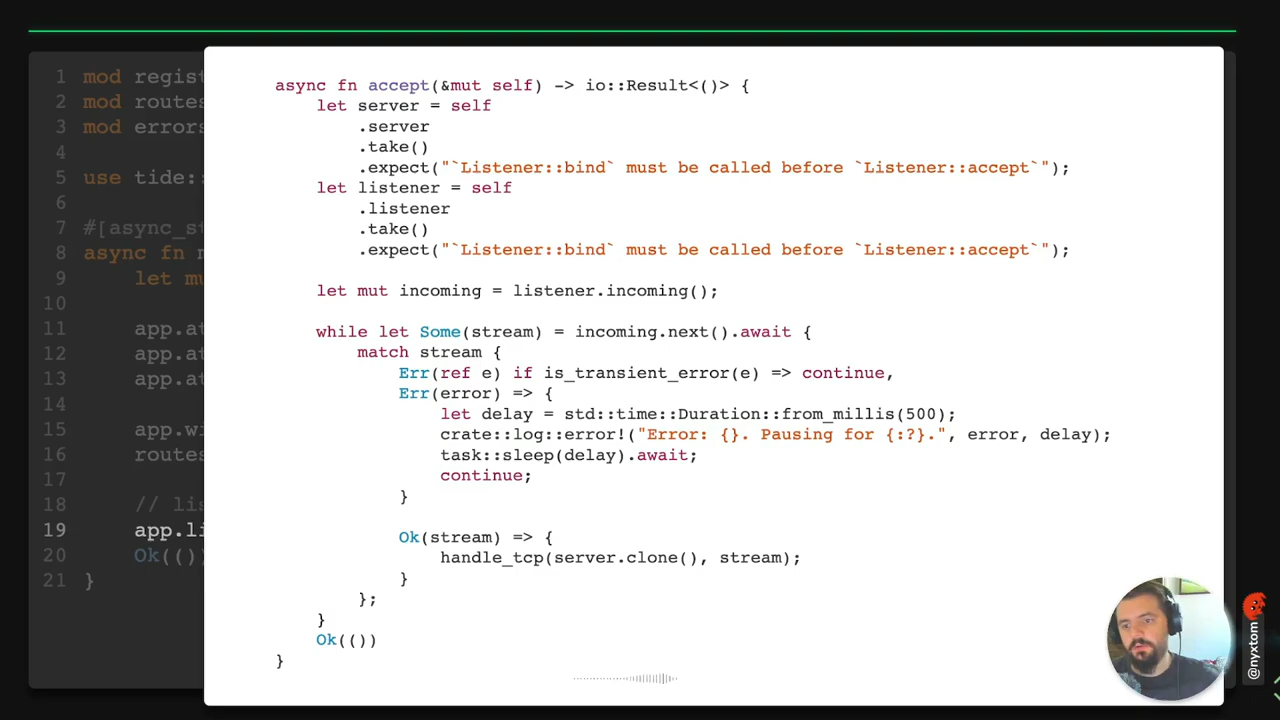 1 mod regist
2 mod routes
3 mod errors
4
5 use tide::
6
7 #[async_st
8 async fn m
9 let mu
10
11 app.at
12 app.at
13 app.at
14
15 app.wi
16 routes
17
18 // lis
19 app.li
20 Ok(())
21 }
async fn accept(&mut self) -> io::Result<()> {
    let server = self
        .server
        .take()
        .expect("`Listener::bind` must be called before `Listener::accept`");
    let listener = self
        .listener
        .take()
        .expect("`Listener::bind` must be called before `Listener::accept`");
    let mut incoming = listener.incoming();
    while let Some(stream) = incoming.next().await {
        match stream {
            Err(ref e) if is_transient_error(e) => continue,
            Err(error) => {
                let delay = std::time::Duration::from_millis(500);
                crate::log::error!("Error: {}. Pausing for {:?}.", error, delay);
                task::sleep(delay).await;
                continue;
            }
            Ok(stream) => {
                handle_tcp(server.clone(), stream);
            }
        };
    }
    Ok(())
}
@nyxtom